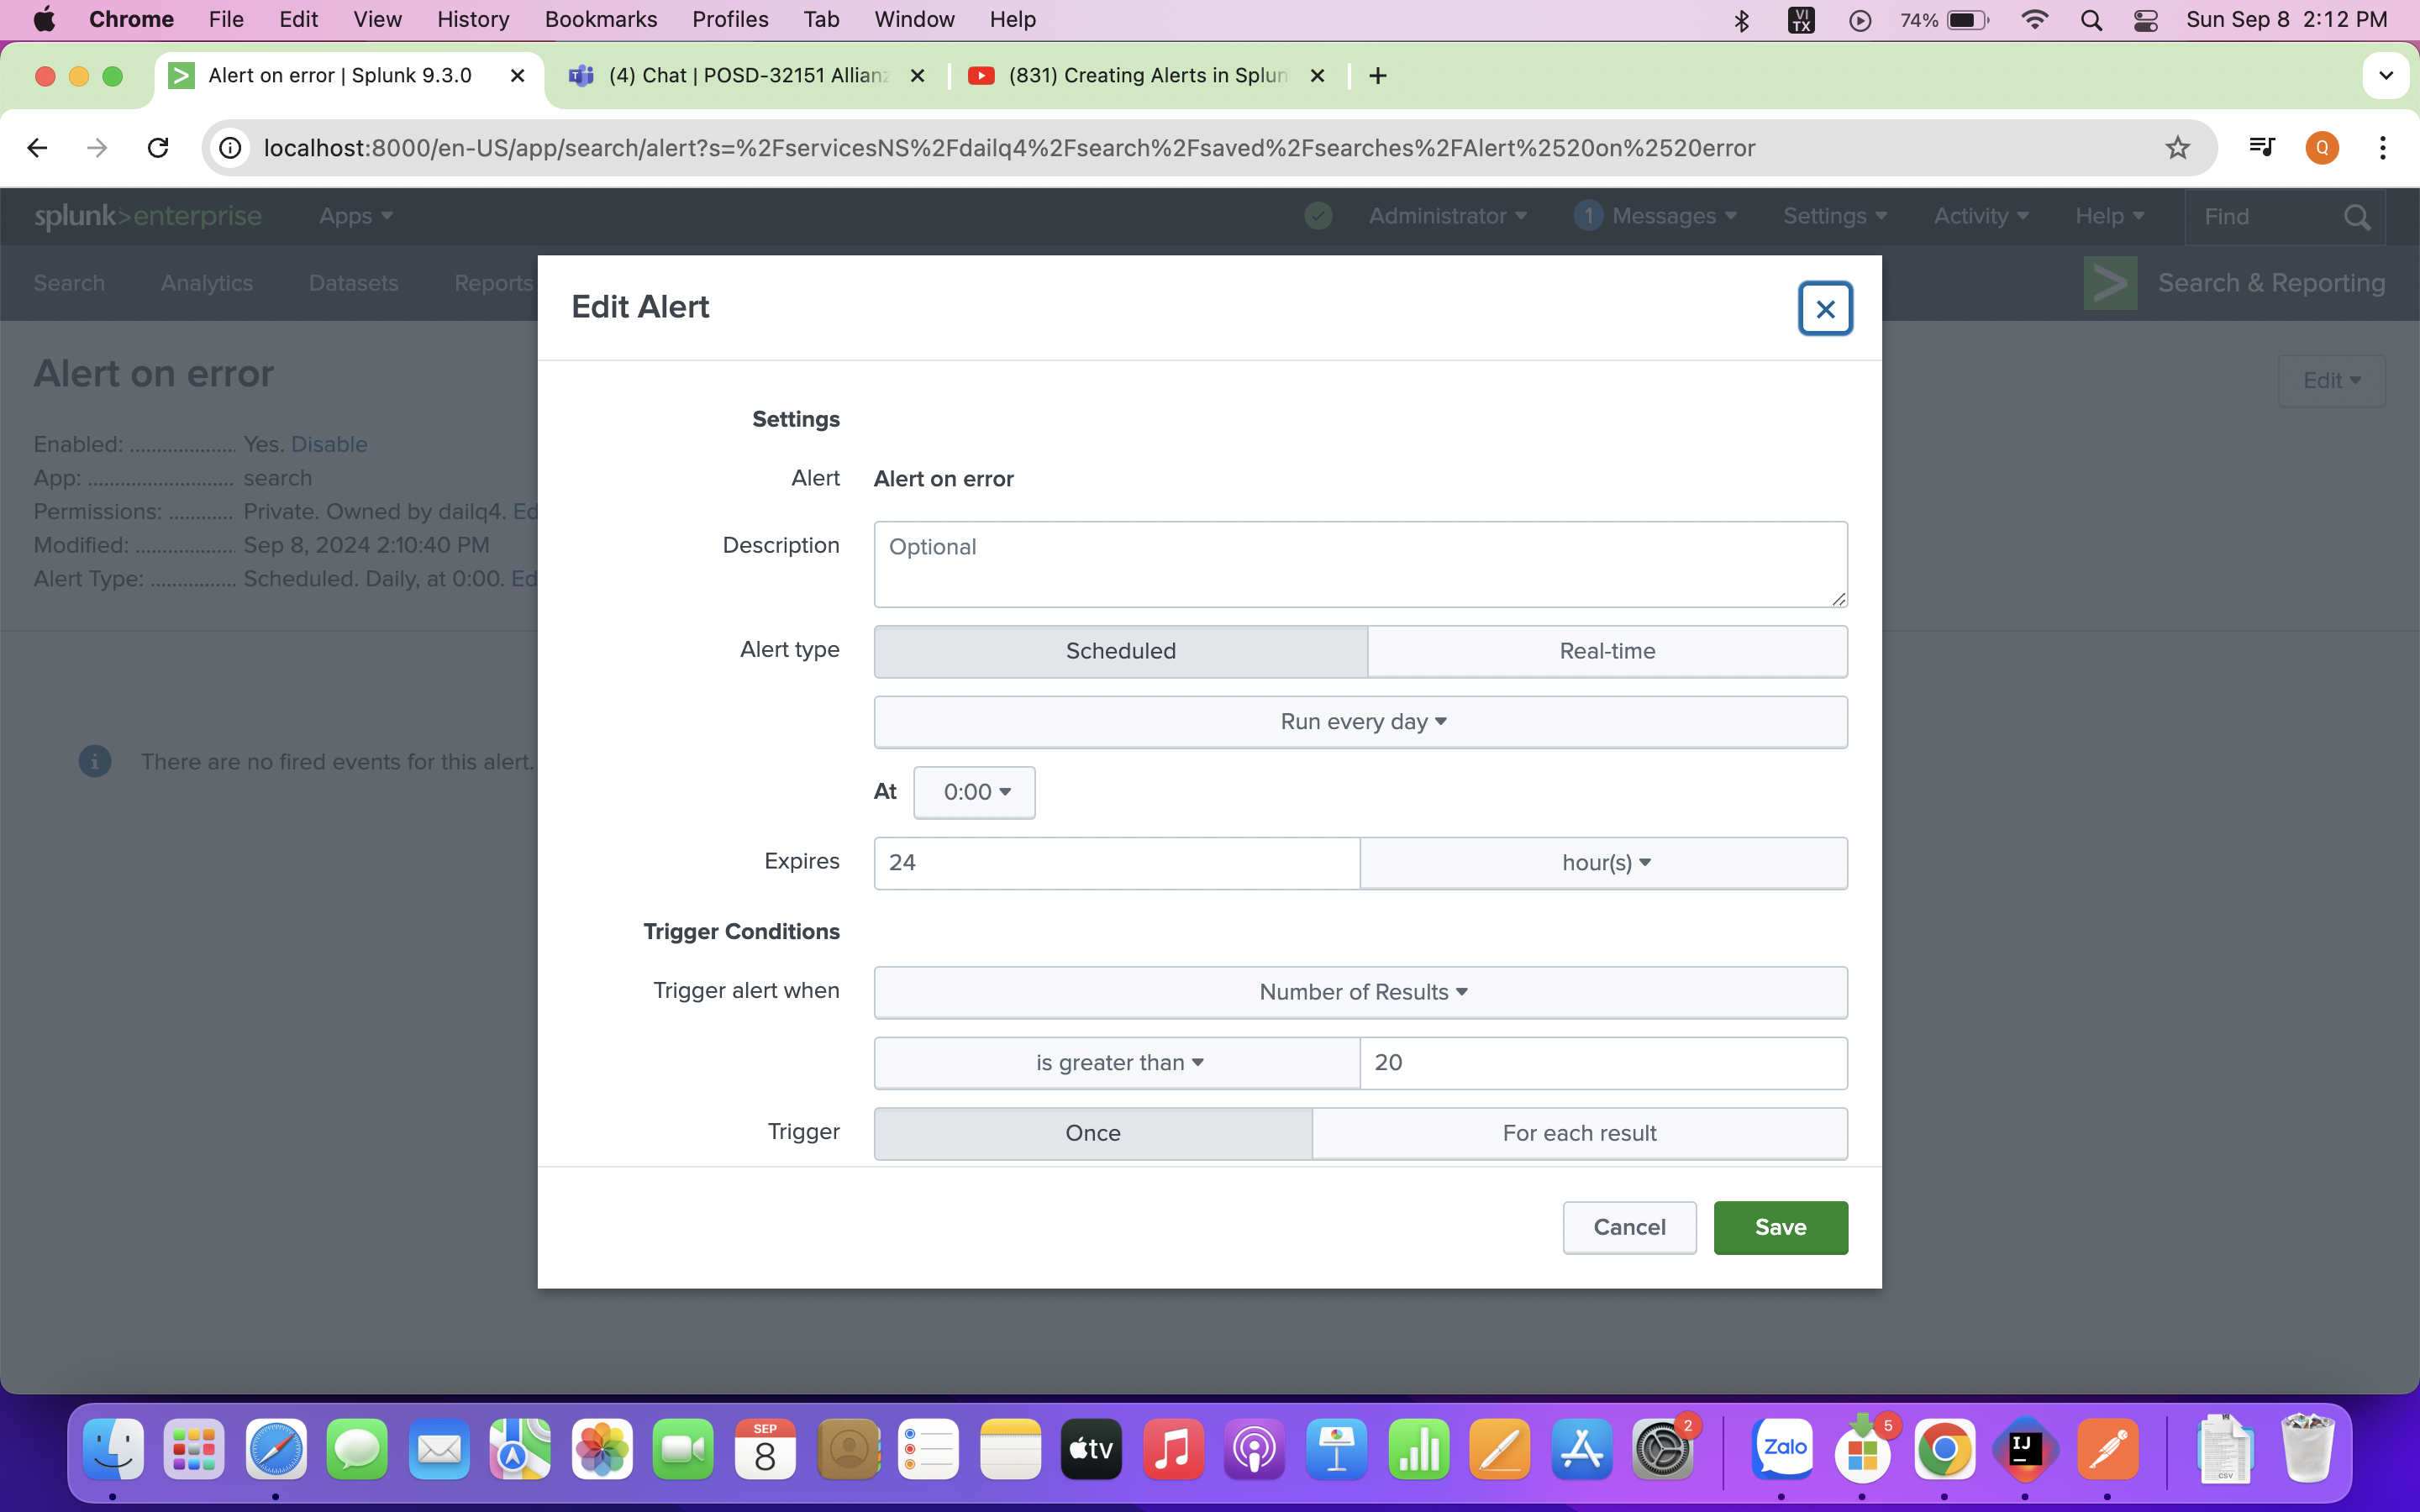 Chrome File Edit View History Bookmarks Profiles Tab Window Help VI TX 74% Sun Sep 8 2:12 PM
Alert on error | Splunk 9.3.0 (4) Chat | POSD-32151 Allianz (831) Creating Alerts in Splun
localhost:8000/en-US/app/search/alert?s=%2FservicesNS%2Fdailq4%2Fsearch%2Fsaved%2Fsearches%2FAlert%2520on%2520error Q
splunk>enterprise Apps Administrator 1 Messages Settings Activity Help Find
Search Analytics Datasets Reports Search & Reporting
Edit Alert
Alert on error
Edit
Enabled: ................... Yes. Disable
App: ......................... search
Permissions: ........... Private. Owned by dailq4. Ed
Modified: .................. Sep 8, 2024 2:10:40 PM
Alert Type: ............... Scheduled. Daily, at 0:00. Ed
There are no fired events for this alert.
Settings
Alert Alert on error
Description Optional
Alert type Scheduled Real-time
Run every day
At 0:00
Expires 24 hour(s)
Trigger Conditions
Trigger alert when Number of Results
is greater than 20
Trigger Once For each result
Cancel Save
SEP
8
tv
2
Zalo
5
IJ
CSV